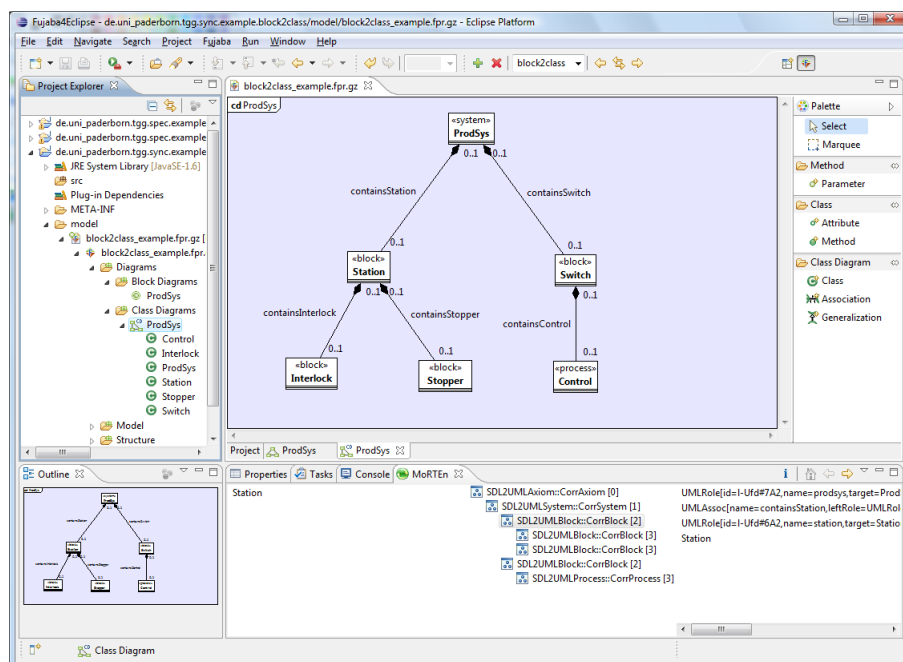 Fujaba4Eclipse - de.uni_paderborn.tgg.sync.example.block2class/model/block2class_example.fpr.gz - Eclipse Platform
File Edit Navigate Search Project Fujaba Run Window Help
block2class
Project Explorer
de.uni_paderborn.tgg.spec.example
de.uni_paderborn.tgg.spec.example
de.uni_paderborn.tgg.sync.example
JRE System Library [JavaSE-1.6]
src
Plug-in Dependencies
META-INF
model
block2class_example.fpr.gz [
block2class_example.fpr.
Diagrams
Block Diagrams
ProdSys
Class Diagrams
ProdSys
Control
Interlock
ProdSys
Station
Stopper
Switch
Model
Structure
block2class_example.fpr.gz
cd ProdSys
«system»
ProdSys
0..1 0..1
containsStation
containsSwitch
0..1
0..1
«block»
Station
«block»
Switch
0..1 0..1
0..1
containsInterlock
containsStopper
containsControl
0..1
0..1
0..1
«block»
Interlock
«block»
Stopper
«process»
Control
Project ProdSys ProdSys
Palette
Select
Marquee
Method
Parameter
Class
Attribute
Method
Class Diagram
Class
Association
Generalization
Outline
Properties Tasks Console MoRTEn
Station
SDL2UMLAxiom::CorrAxiom [0]
SDL2UMLSystem::CorrSystem [1]
SDL2UMLBlock::CorrBlock [2]
SDL2UMLBlock::CorrBlock [3]
SDL2UMLBlock::CorrBlock [3]
SDL2UMLBlock::CorrBlock [2]
SDL2UMLProcess::CorrProcess [3]
UMLRole[id=I-Ufd#7A2,name=prodsys,target=Prod
UMLAssoc[name=containsStation,leftRole=UMLRol
UMLRole[id=I-Ufd#6A2,name=station,target=Statio
Station
Class Diagram